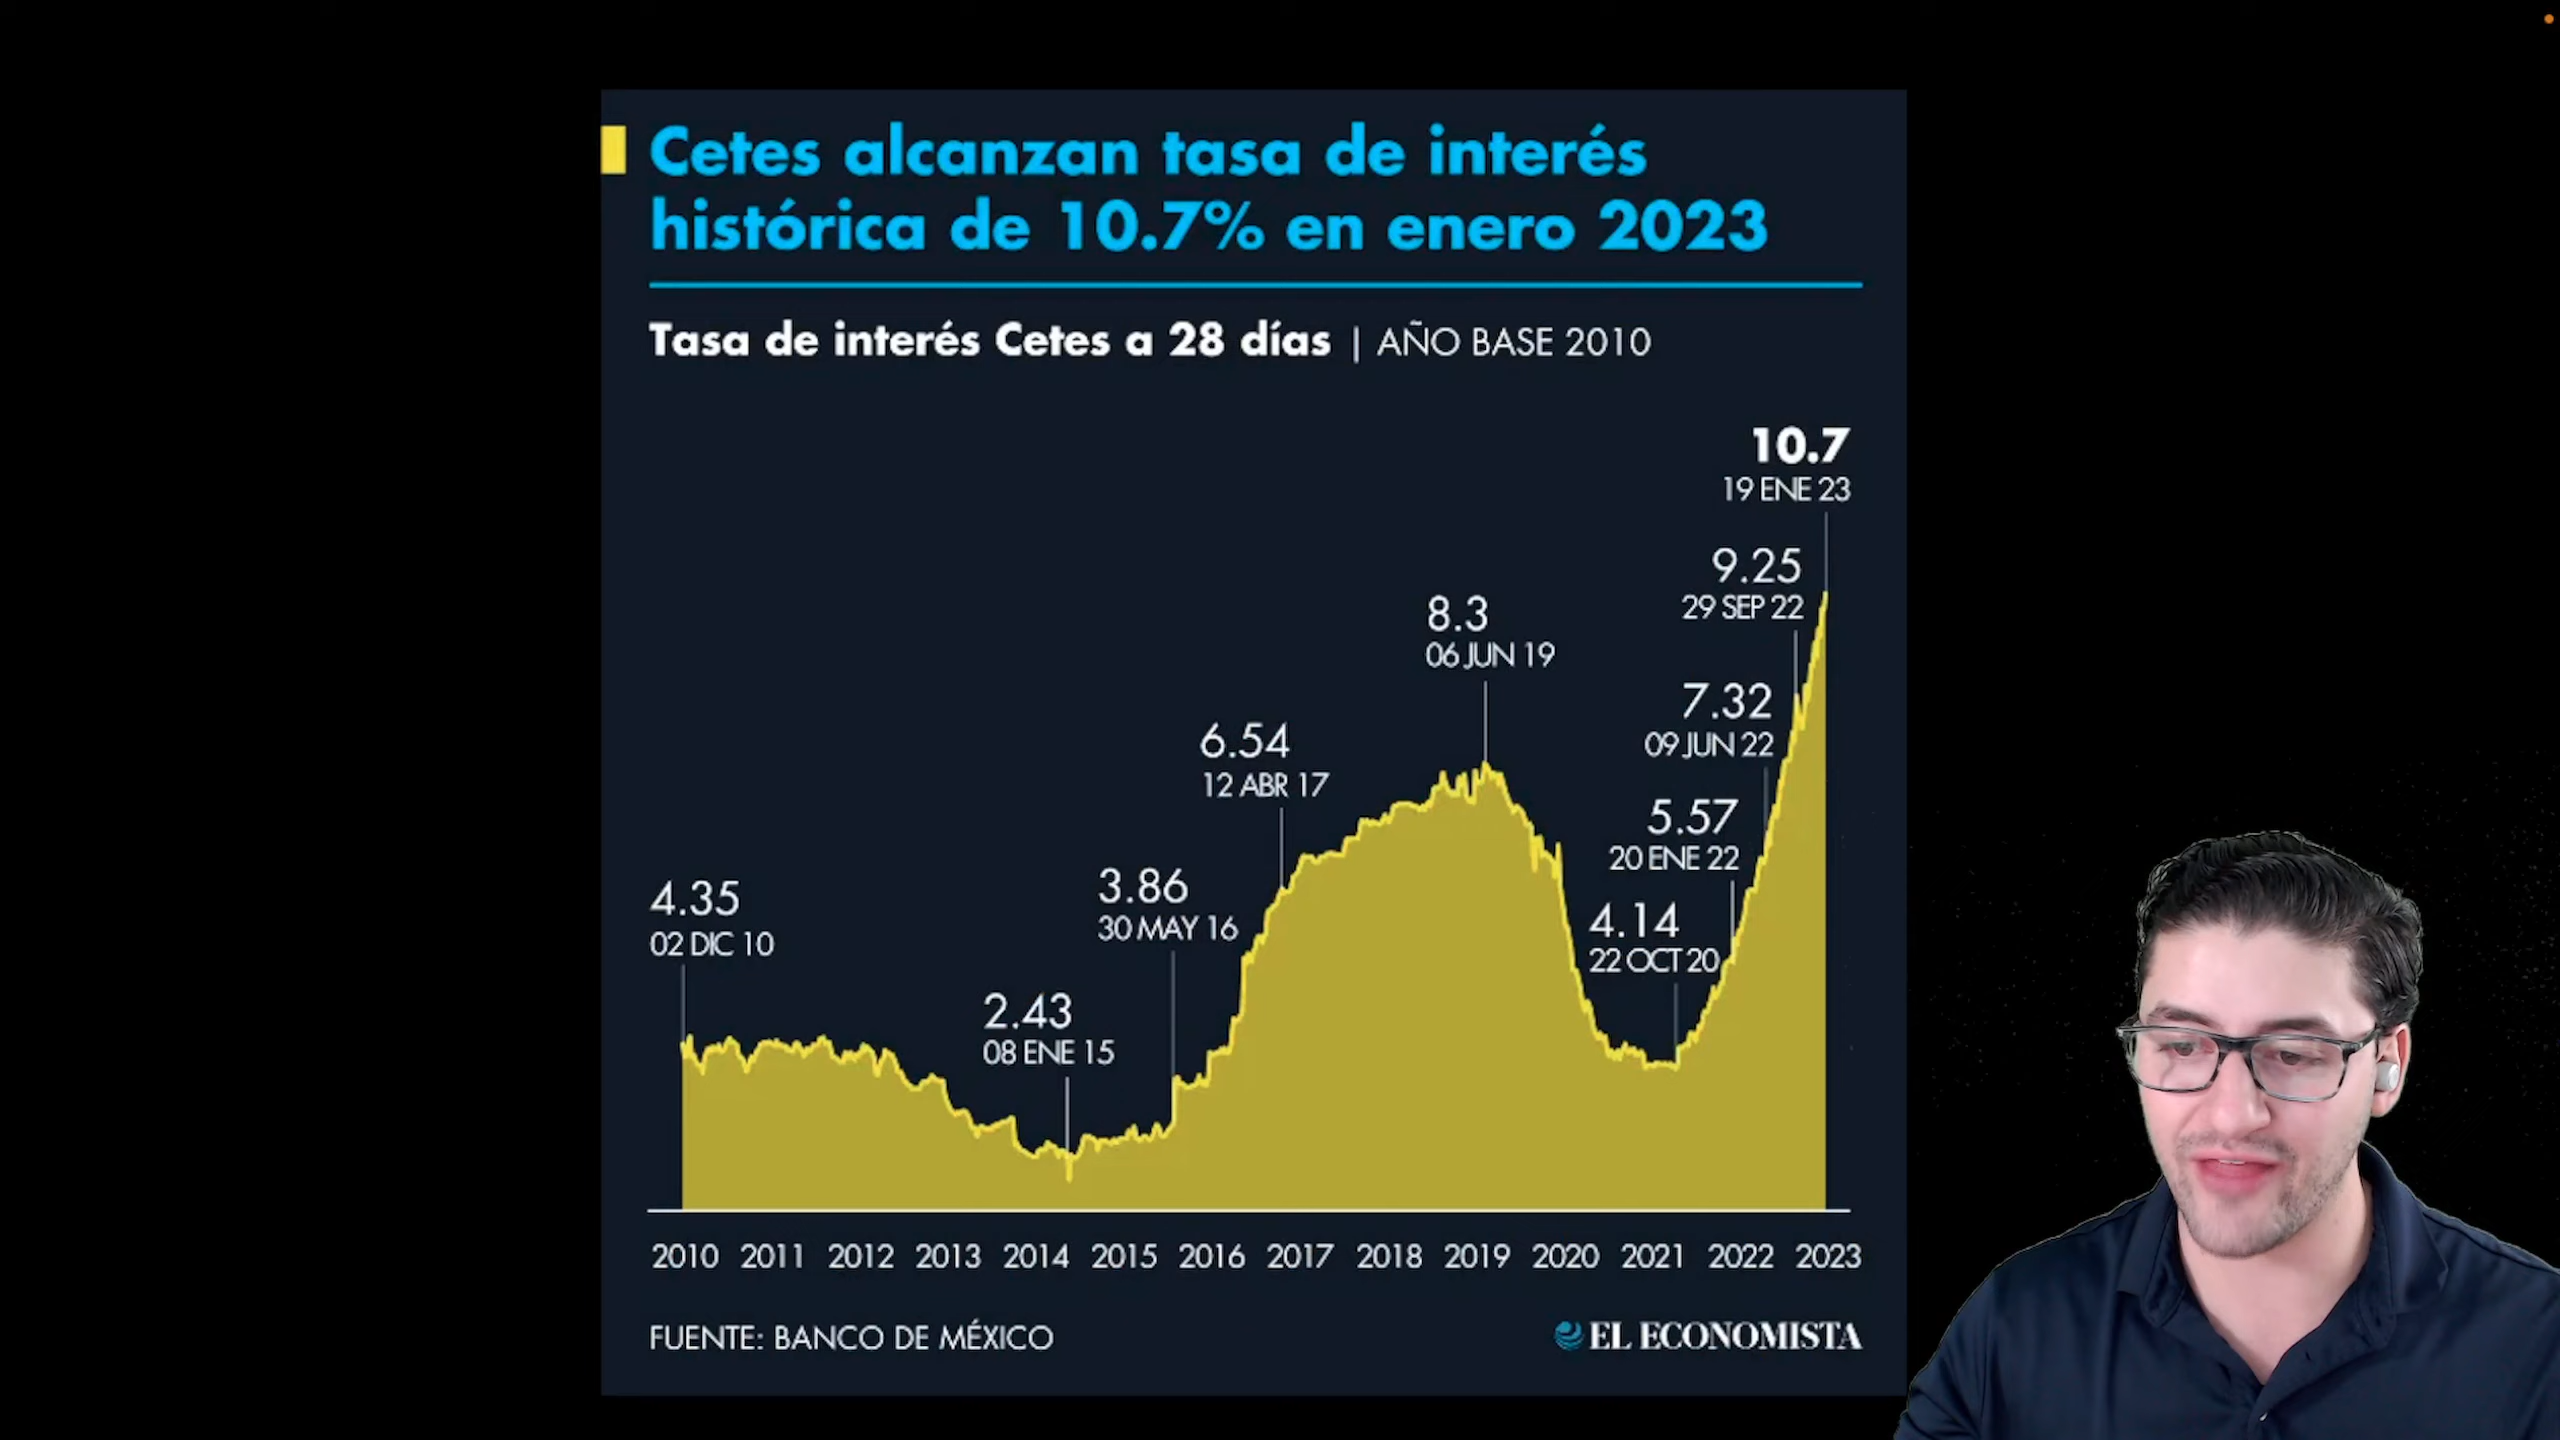 Cetes alcanzan tasa de interés
histórica de 10.7% en enero 2023
Tasa de interés Cetes a 28 días | AÑO BASE 2010
10.7
19 ENE 23
9.25
29 SEP 22
8.3
06 JUN 19
7.32
09 JUN 22
6.54
12 ABR 17
5.57
20 ENE 22
4.35
02 DIC 10
3.86
30 MAY 16
4.14
22 OCT 20
2.43
08 ENE 15
2010 2011 2012 2013 2014 2015 2016 2017 2018 2019 2020 2021 2022 2023
FUENTE: BANCO DE MÉXICO
EL ECONOMISTA